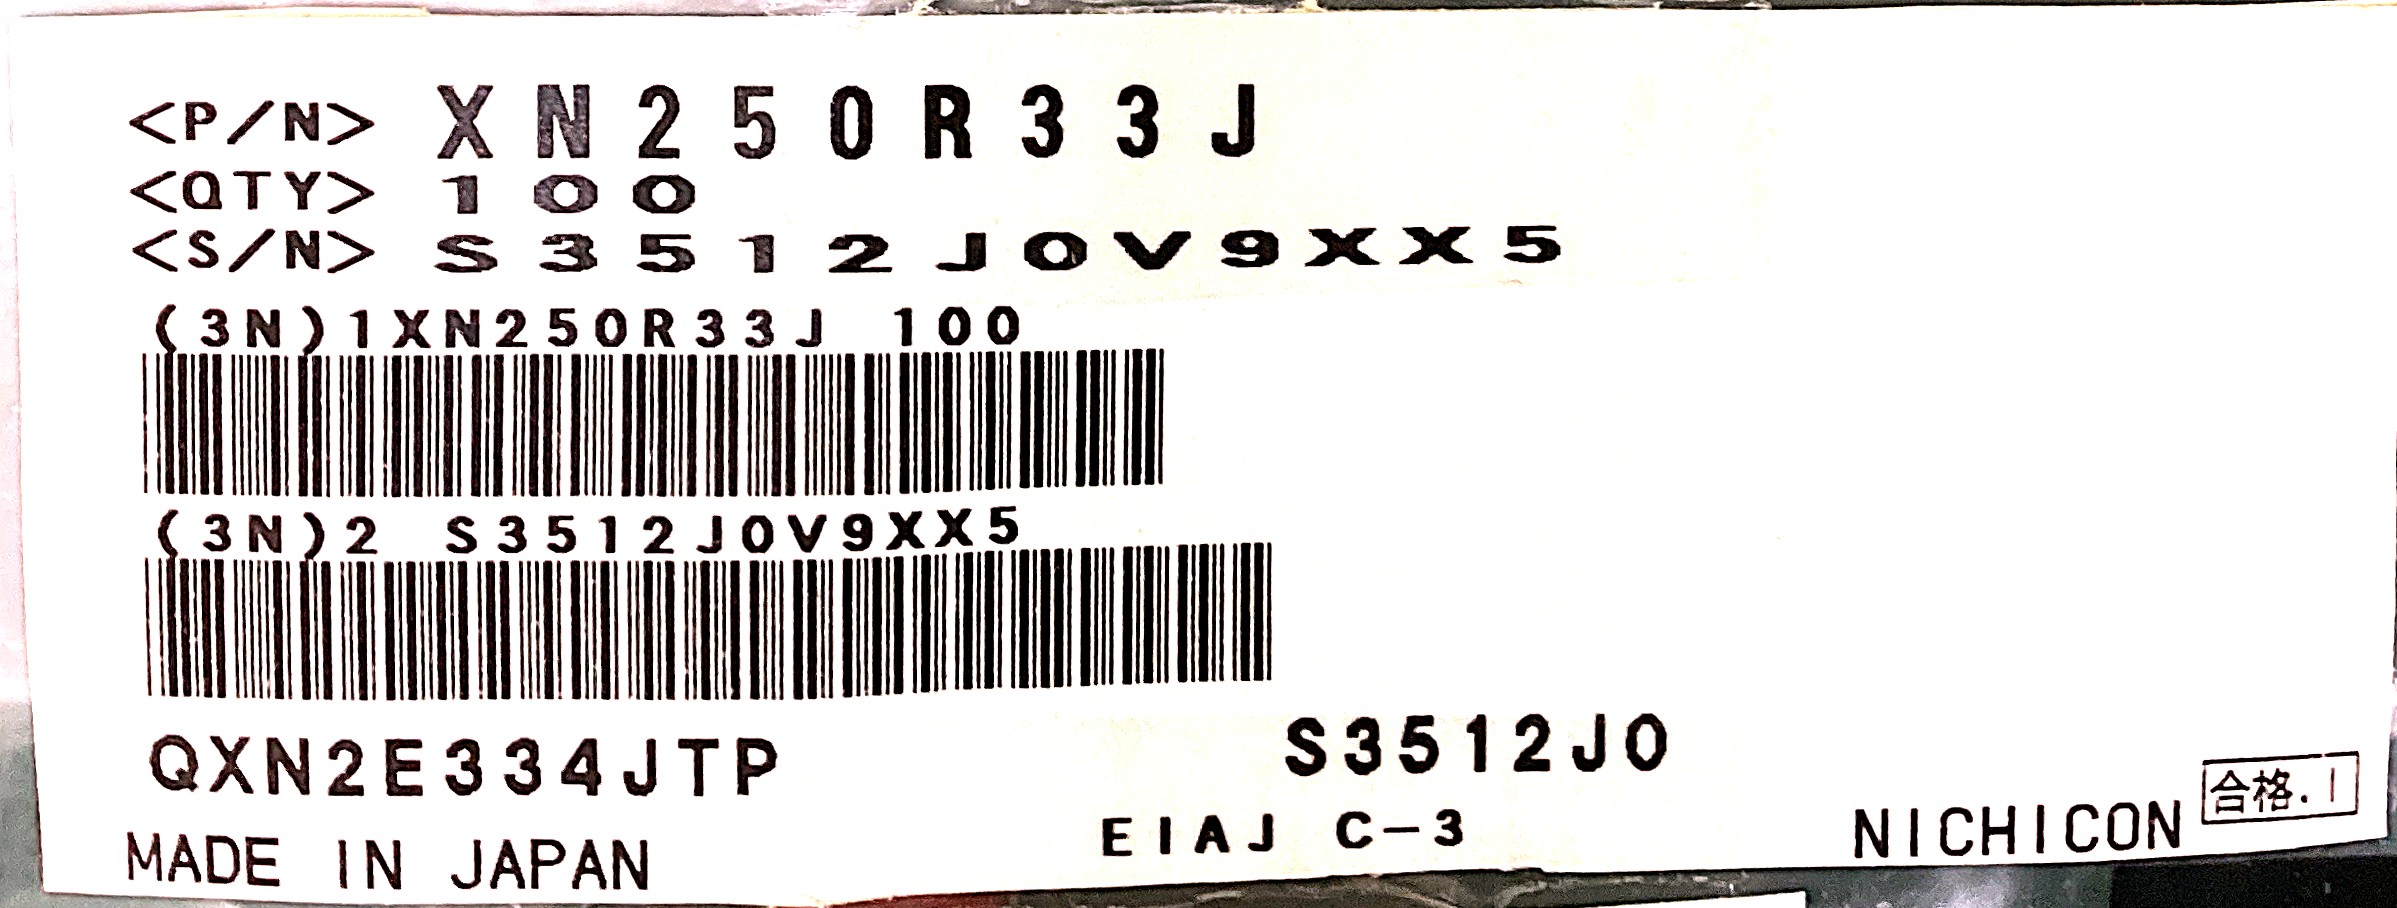 <P/N> XN250R33J
<QTY> 100
<S/N> S3512J0V9XX5
(3N)1XN250R33J 100
(3N)2 S3512J0V9XX5
QXN2E334JTP
S3512J0
MADE IN JAPAN
EIAJ C-3
NICHICON
合格.1